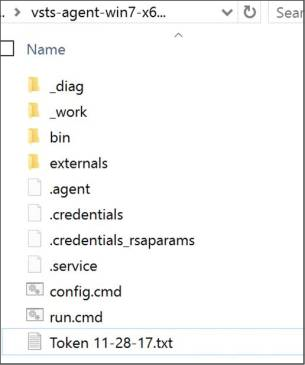 . > vsts-agent-win7-x6...
Sear
Name
_diag
_work
bin
externals
.agent
.credentials
.credentials_rsaparams
.service
config.cmd
run.cmd
Token 11-28-17.txt